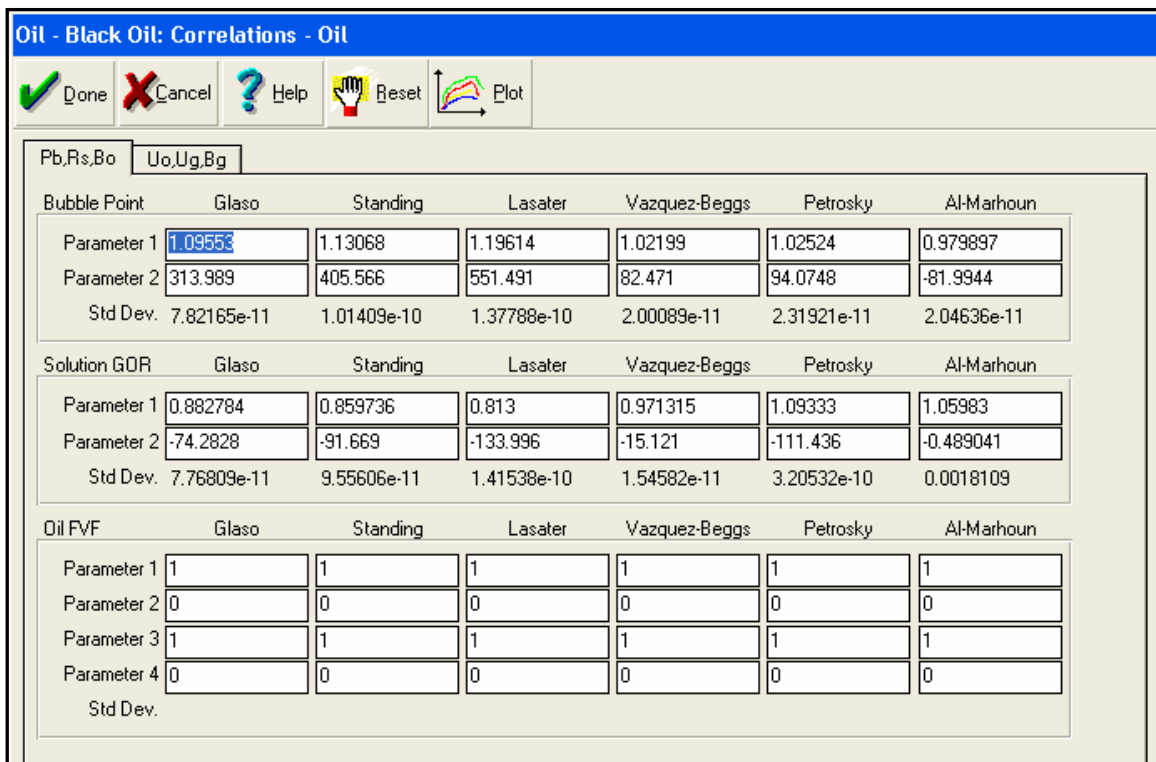 Oil - Black Oil: Correlations - Oil
Done Cancel Help Reset Plot
Pb,Rs,Bo Uo,Ug,Bg
Bubble Point Glaso Standing Lasater Vazquez-Beggs Petrosky Al-Marhoun
Parameter 1 1.09553 1.13068 1.19614 1.02199 1.02524 0.979897
Parameter 2 313.989 405.566 551.491 82.471 94.0748 -81.9944
Std Dev. 7.82165e-11 1.01409e-10 1.37788e-10 2.00089e-11 2.31921e-11 2.04636e-11
Solution GOR Glaso Standing Lasater Vazquez-Beggs Petrosky Al-Marhoun
Parameter 1 0.882784 0.859736 0.813 0.971315 1.09333 1.05983
Parameter 2 -74.2828 -91.669 -133.996 -15.121 -111.436 -0.489041
Std Dev. 7.76809e-11 9.55606e-11 1.41538e-10 1.54582e-11 3.20532e-10 0.0018109
Oil FVF Glaso Standing Lasater Vazquez-Beggs Petrosky Al-Marhoun
Parameter 1 1 1 1 1 1 1
Parameter 2 0 0 0 0 0 0
Parameter 3 1 1 1 1 1 1
Parameter 4 0 0 0 0 0 0
Std Dev.